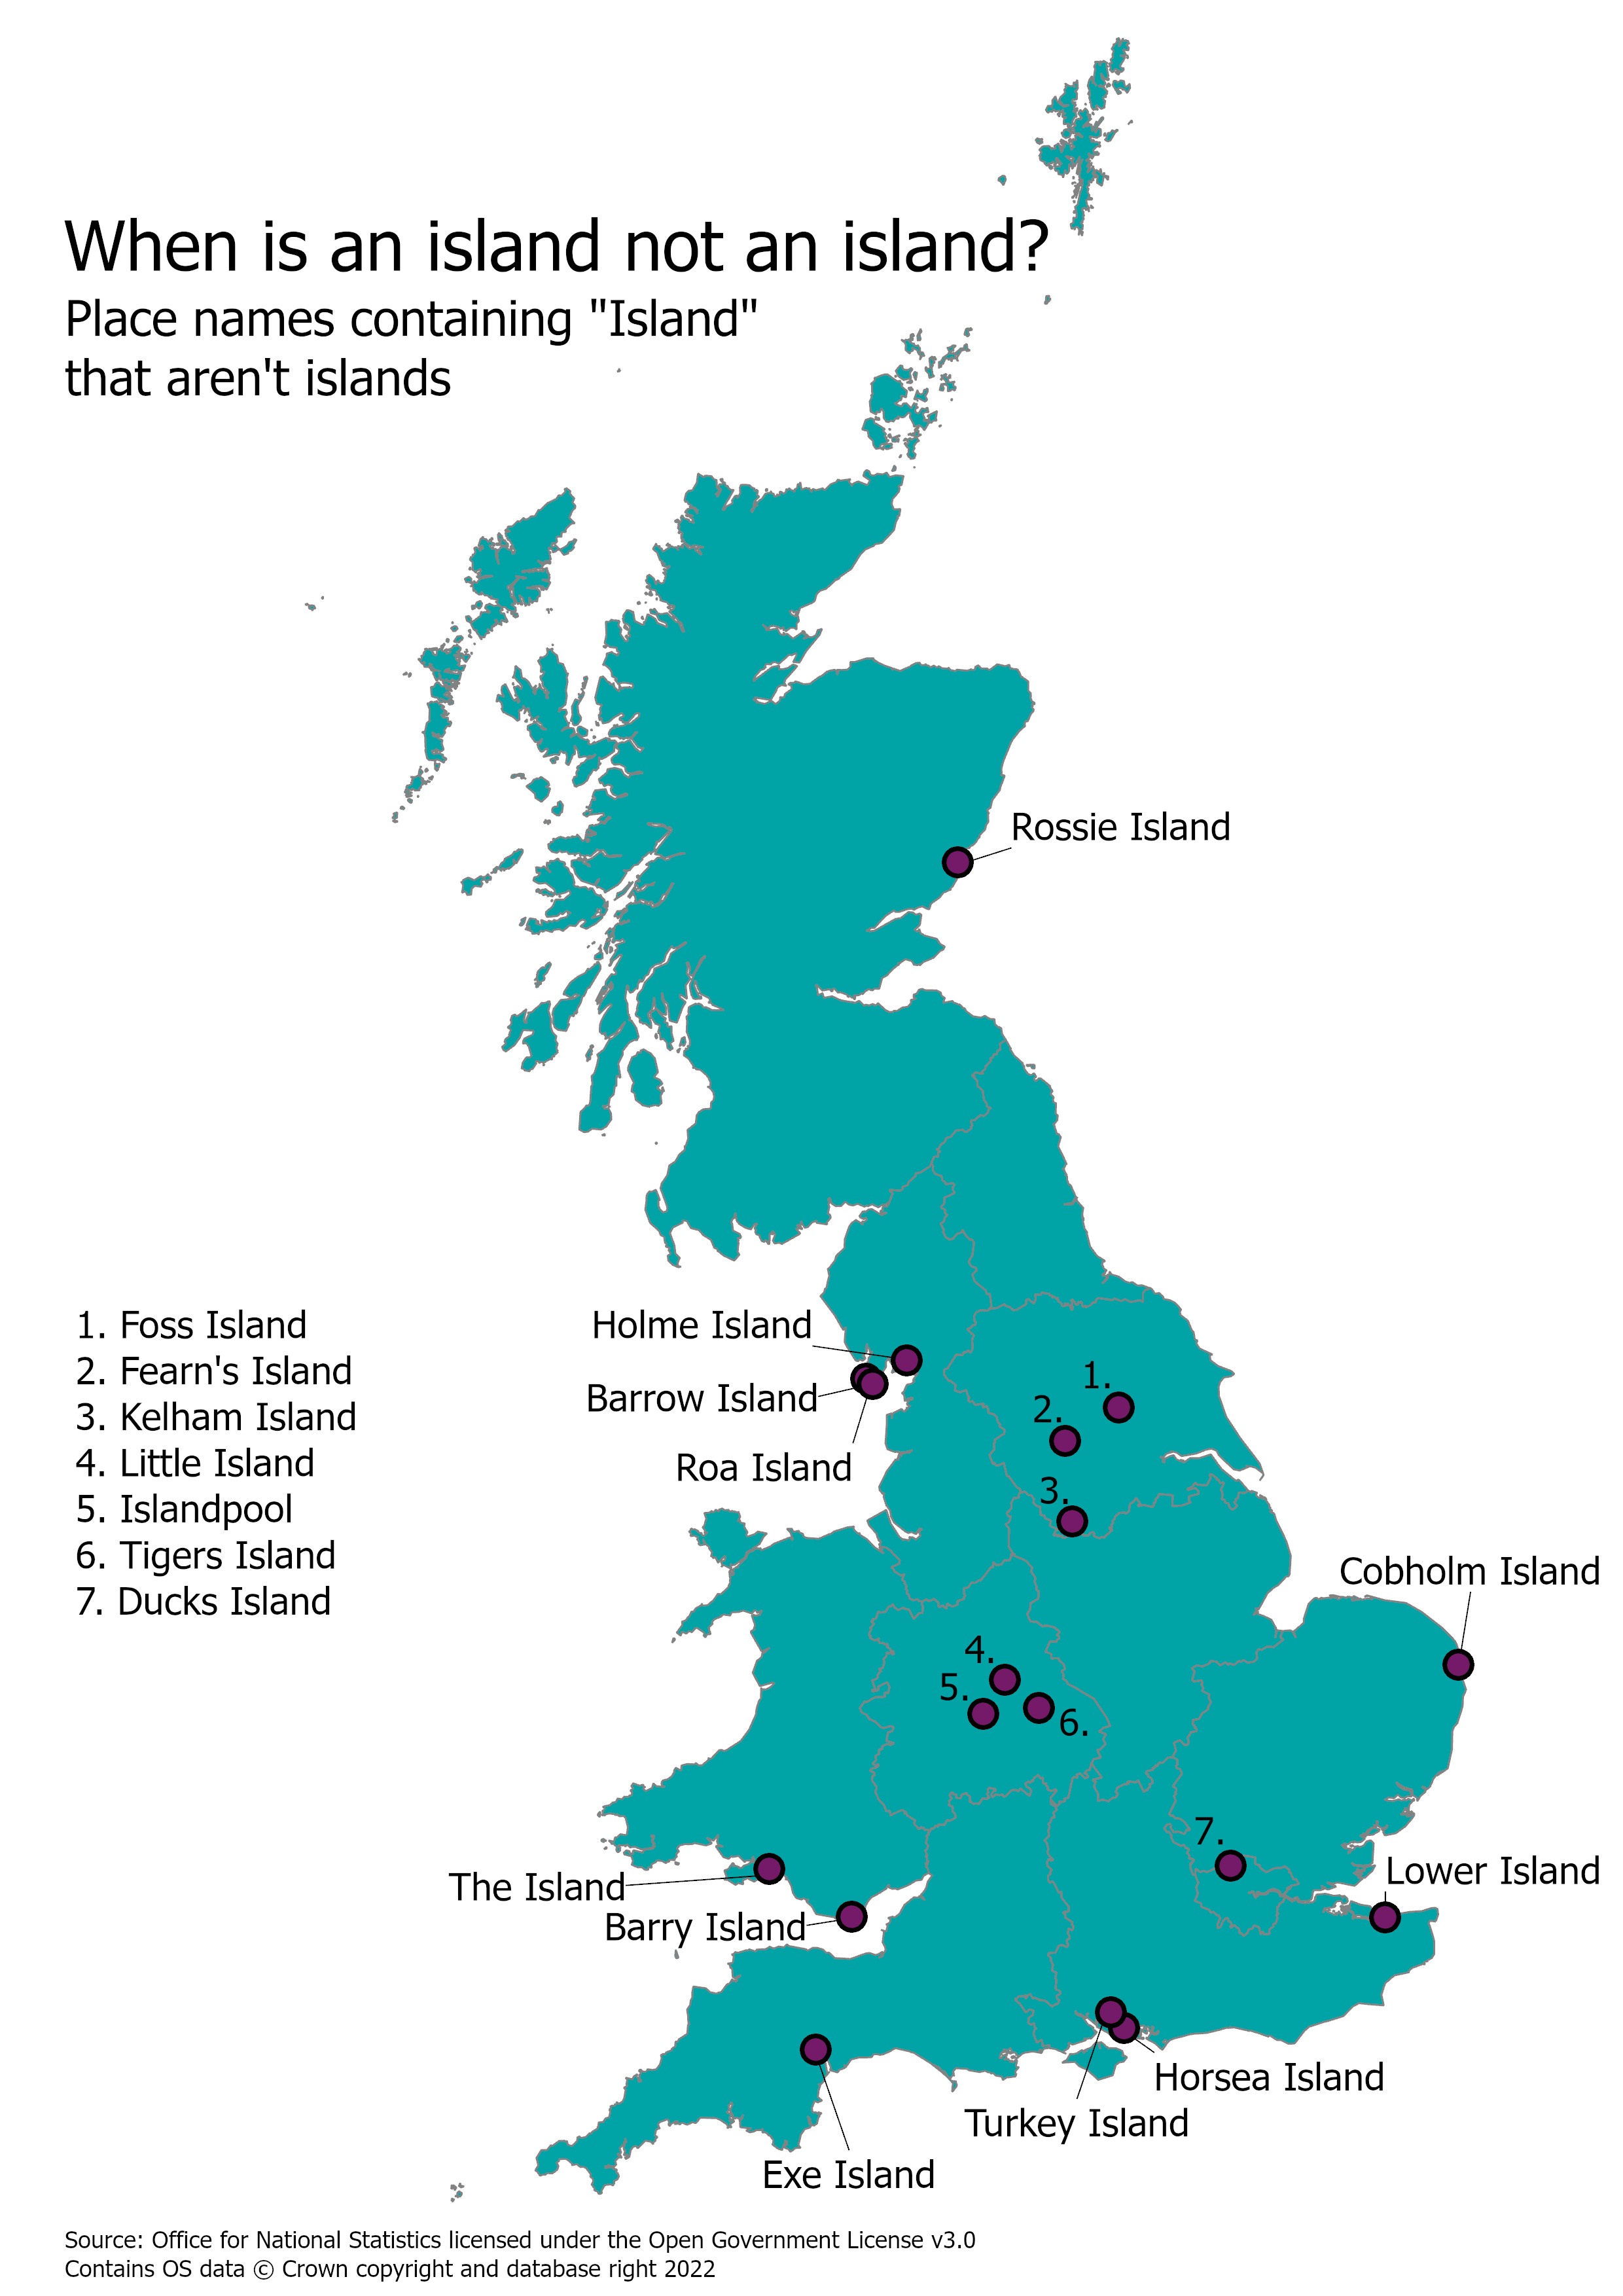 When is an island not an island?
Place names containing "Island"
that aren't islands
Rossie Island
Holme Island
Barrow Island
Roa Island
1. Foss Island
2. Fearn's Island
3. Kelham Island
4. Little Island
5. Islandpool
6. Tigers Island
7. Ducks Island
1.
2.
3.
Cobholm Island
4.
5.
6.
7.
Lower Island
The Island
Barry Island
Horsea Island
Turkey Island
Exe Island
Source: Office for National Statistics licensed under the Open Government License v3.0
Contains OS data © Crown copyright and database right 2022